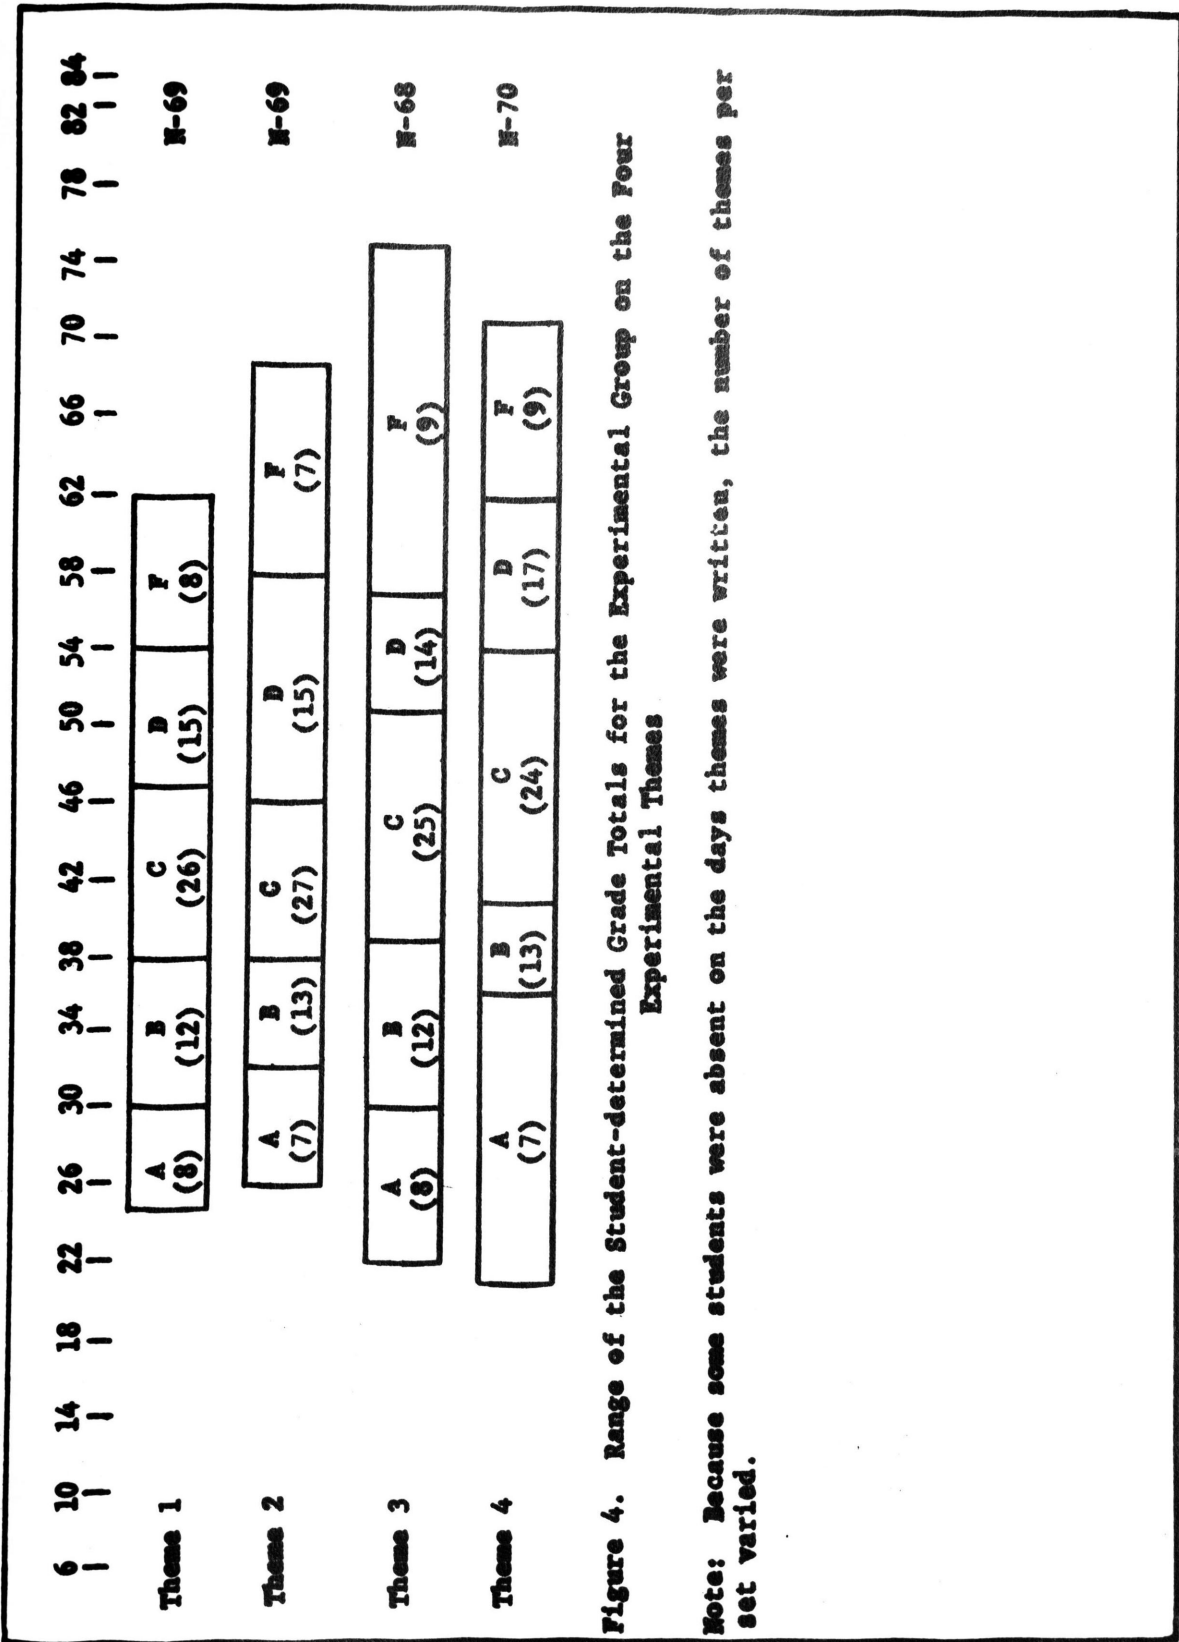 6 10 14 18 22 26 30 34 38 42 46 50 54 58 62 66 70 74 78 82 84
Theme 1 A B C D F N-69
(8) (12) (26) (15) (8)
Theme 2 A B C D F N-69
(7) (13) (27) (15) (7)
Theme 3 A B C D F N-68
(8) (12) (25) (14) (9)
Theme 4 A B C D F N-70
(7) (13) (24) (17) (9)
Figure 4. Range of the Student-determined Grade Totals for the Experimental Group on the Four
Experimental Themes
Note: Because some students were absent on the days themes were written, the number of themes per
set varied.